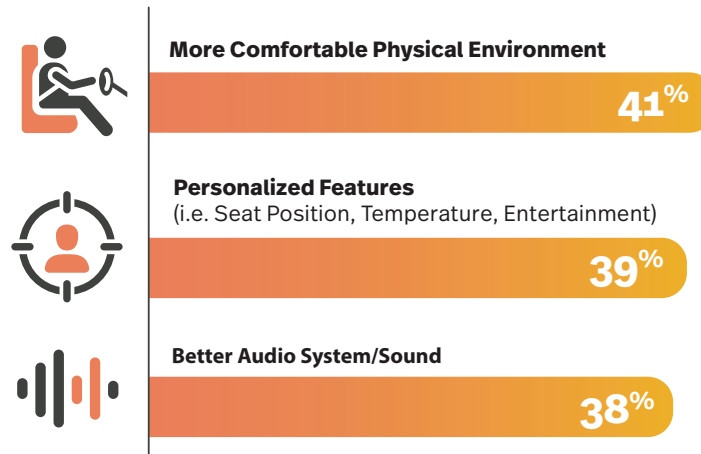 More Comfortable Physical Environment
41%
Personalized Features
(i.e. Seat Position, Temperature, Entertainment)
39%
Better Audio System/Sound
38%